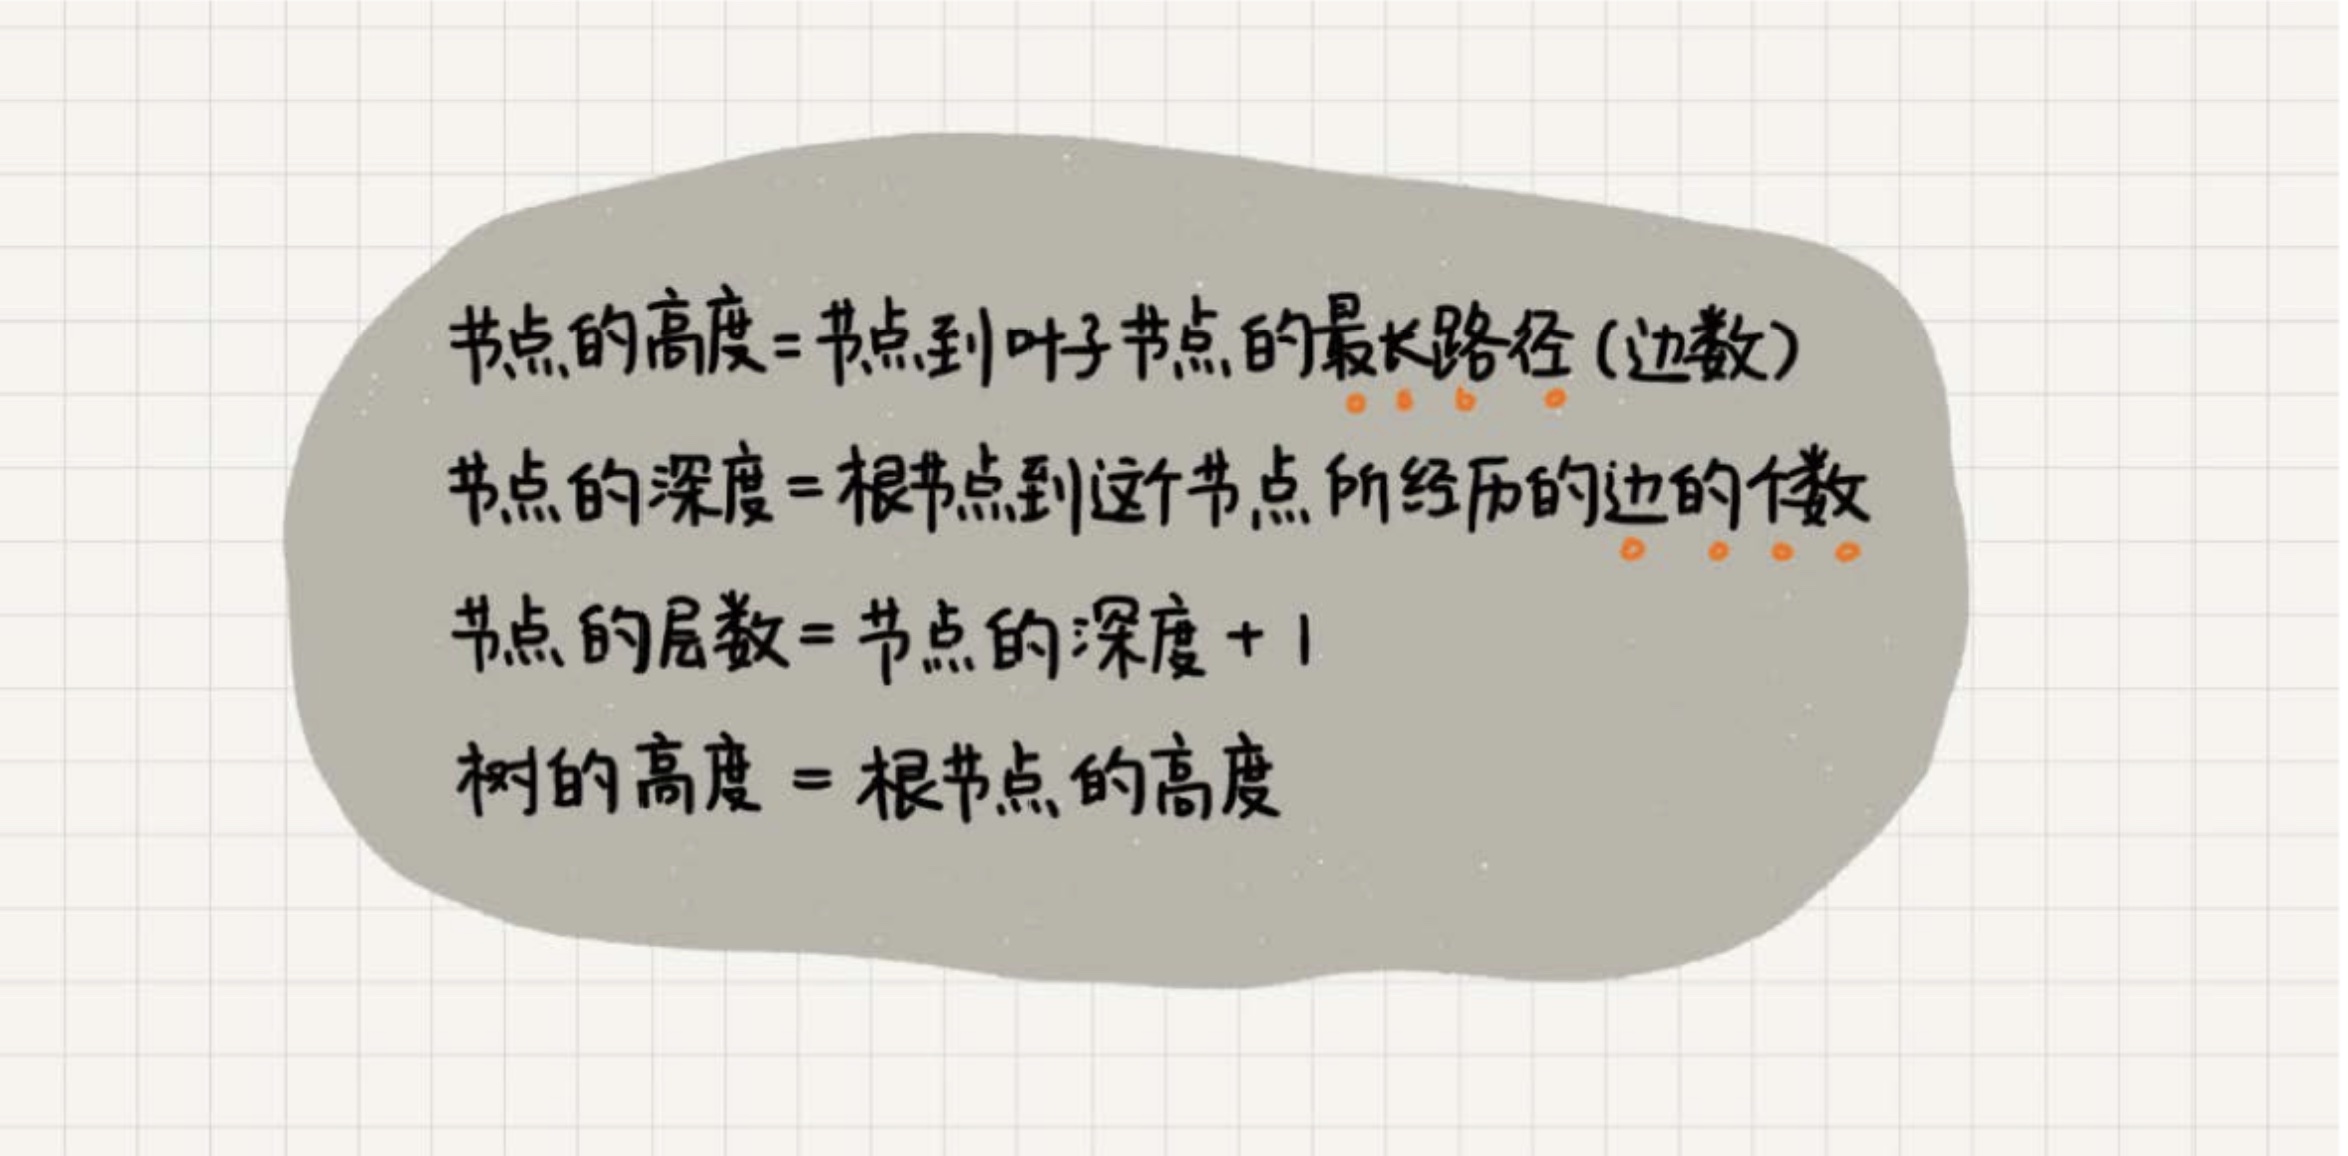 节点的高度=节点到叶子节点的最长路径(边数)
节点的深度=根节点到这个节点所经历的边的个数
节点的层数=节点的深度+1
树的高度=根节点的高度